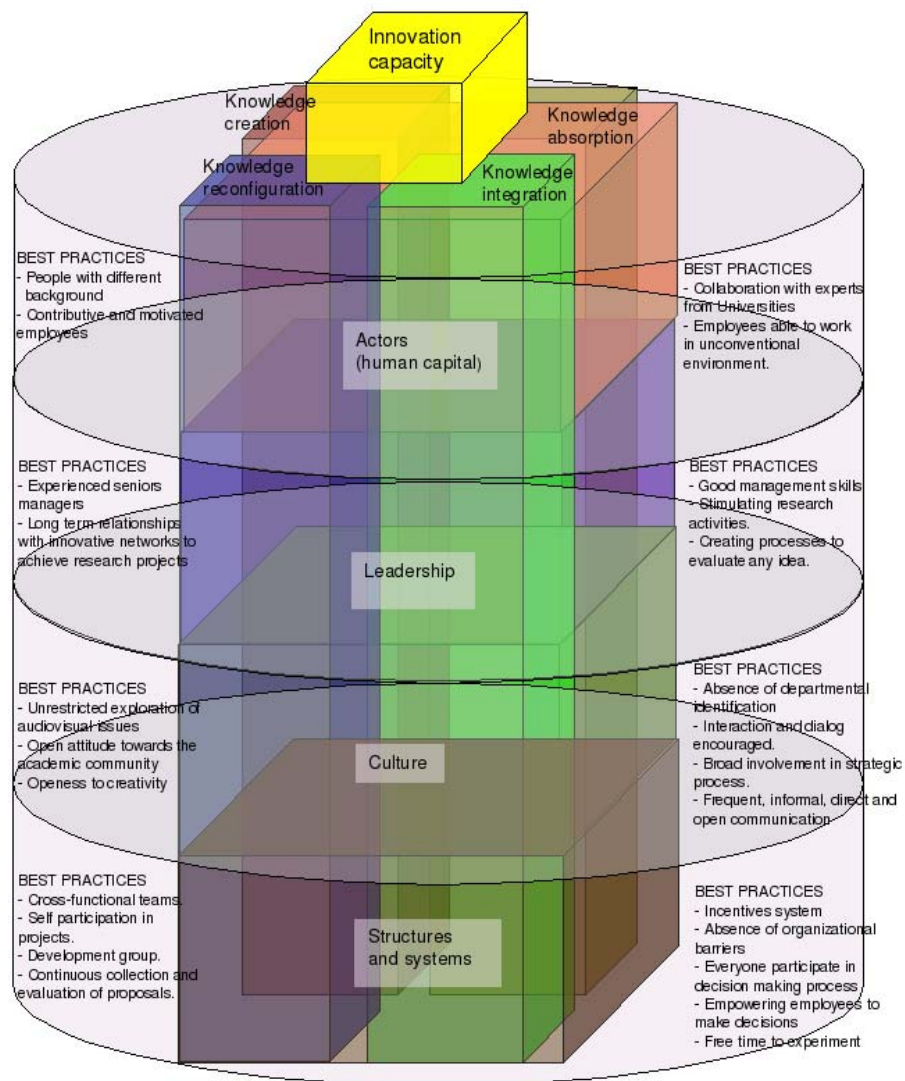 Innovation
capacity
Knowledge
creation
Knowledge
absorption
Knowledge
reconfiguration
Knowledge
integration
BEST PRACTICES
- People with different
background
- Contributive and motivated
employees
BEST PRACTICES
- Collaboration with experts
from Universities
- Employees able to work
in unconventional
environment.
Actors
(human capital)
BEST PRACTICES
- Experienced seniors
managers
- Long term relationships
with innovative networks to
achieve research projects
BEST PRACTICES
- Good management skills
- Stimulating research
activities.
- Creating processes to
evaluate any idea.
Leadership
BEST PRACTICES
- Unrestricted exploration of
audiovisual issues
- Open attitude towards the
academic community
- Openess to creativity
BEST PRACTICES
- Absence of departmental
identification
- Interaction and dialog
encouraged.
- Broad involvement in strategic
process.
- Frequent, informal, direct and
open communication
Culture
BEST PRACTICES
- Cross-functional teams.
- Self participation in
projects.
- Development group.
- Continuous collection and
evaluation of proposals.
BEST PRACTICES
- Incentives system
- Absence of organizational
barriers
- Everyone participate in
decision making process
- Empowering employees to
make decisions
- Free time to experiment
Structures
and systems